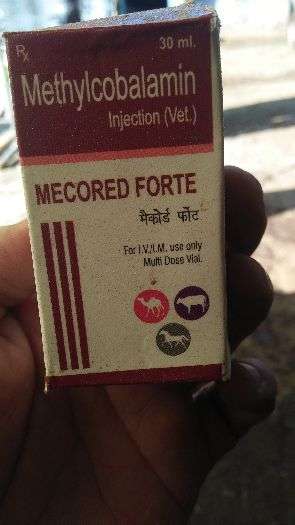 Rx
30 ml.
Methylcobalamin
Injection (Vet.)
MECORED FORTE
मैकोर्ड फोर्ट
For I.V./I.M. use only
Multi Dose Vial.